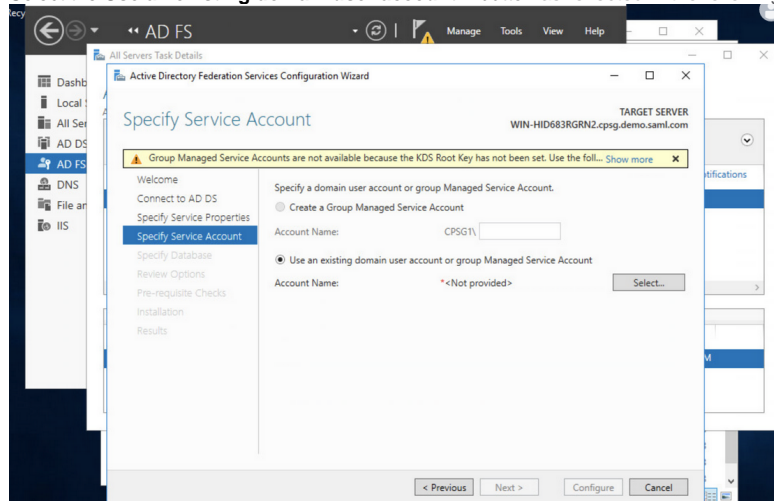 Recy
AD FS
Manage Tools View Help
All Servers Task Details
Active Directory Federation Services Configuration Wizard
Dashb
Local
All Ser
AD DS
AD FS
DNS
File an
IIS
Specify Service Account
TARGET SERVER
WIN-HID683RGRN2.cpsg.demo.saml.com
Group Managed Service Accounts are not available because the KDS Root Key has not been set. Use the foll... Show more
otifications
Welcome
Connect to AD DS
Specify Service Properties
Specify Service Account
Specify Database
Review Options
Pre-requisite Checks
Installation
Results
Specify a domain user account or group Managed Service Account.
Create a Group Managed Service Account
Account Name: CPSG1\
Use an existing domain user account or group Managed Service Account
Account Name: *<Not provided> Select...
M
< Previous Next > Configure Cancel